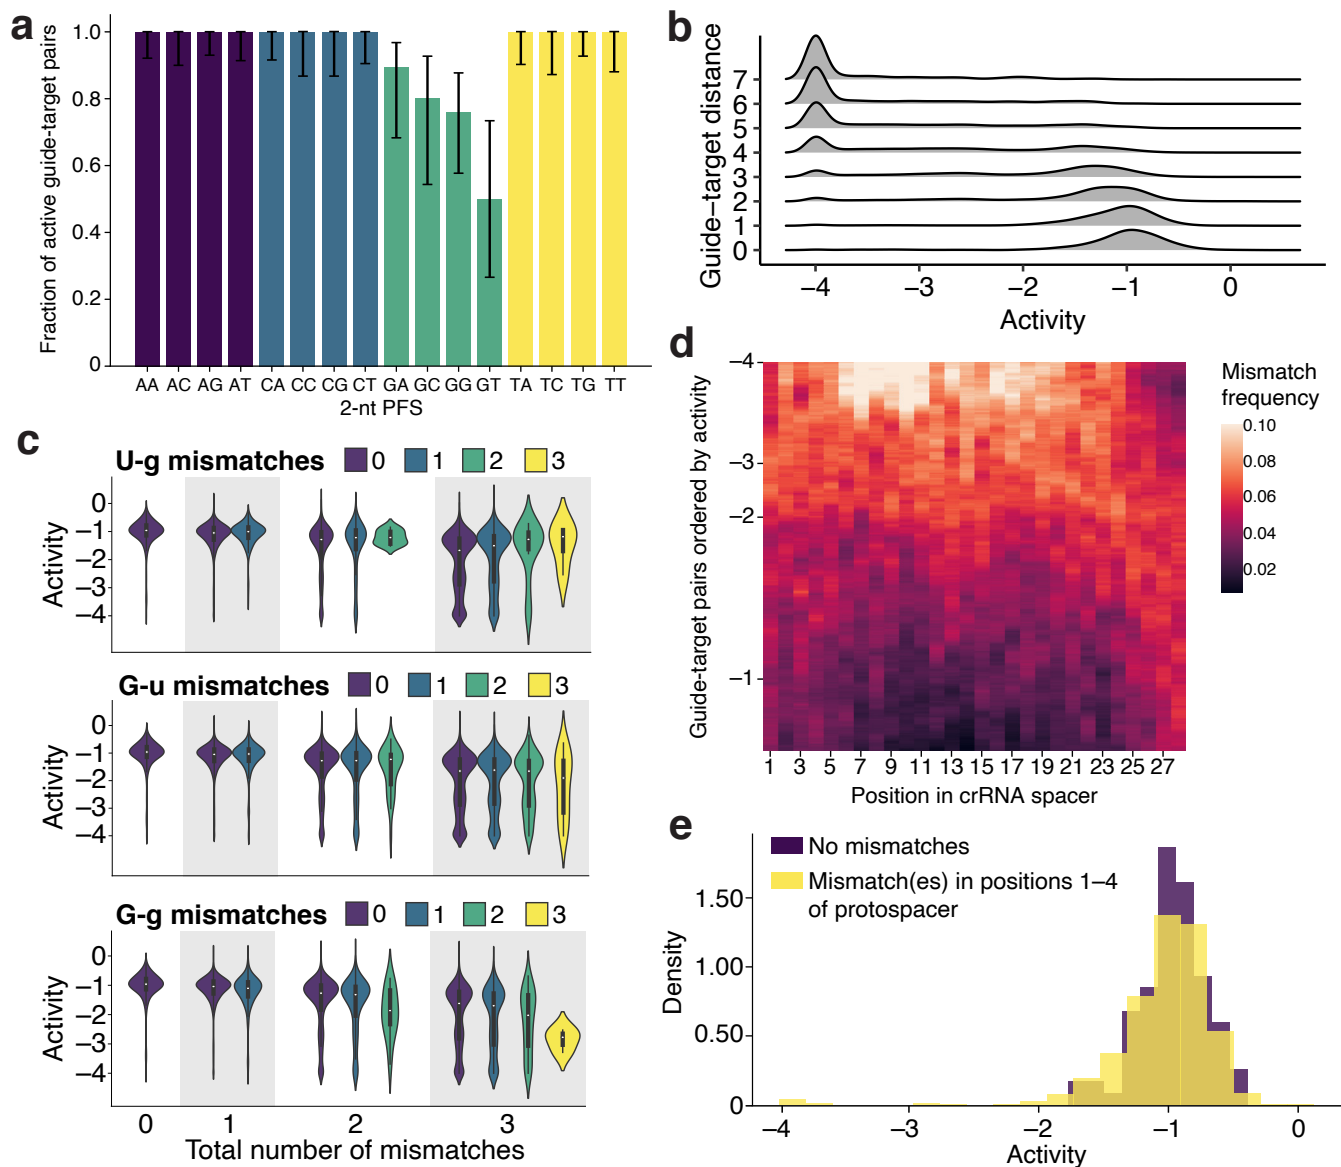 a
Fraction of active guide-target pairs
1.0
0.8
0.6
0.4
0.2
0
AA AC AG AT CA CC CG CT GA GC GG GT TA TC TG TT
2-nt PFS
b
Guide–target distance
7
6
5
4
3
2
1
0
−4 −3 −2 −1 0
Activity
c
U-g mismatches 0 1 2 3
Activity
0
−1
−2
−3
−4
G-u mismatches 0 1 2 3
Activity
0
−1
−2
−3
−4
G-g mismatches 0 1 2 3
Activity
0
−1
−2
−3
−4
0 1 2 3
Total number of mismatches
d
Guide-target pairs ordered by activity
−4
−3
−2
−1
1 3 5 7 9 11 13 15 17 19 21 23 25 27
Position in crRNA spacer
Mismatch
frequency
0.10
0.08
0.06
0.04
0.02
e
No mismatches
Mismatch(es) in positions 1–4
of protospacer
Density
1.50
1.00
0.50
0
−4 −3 −2 −1 0
Activity